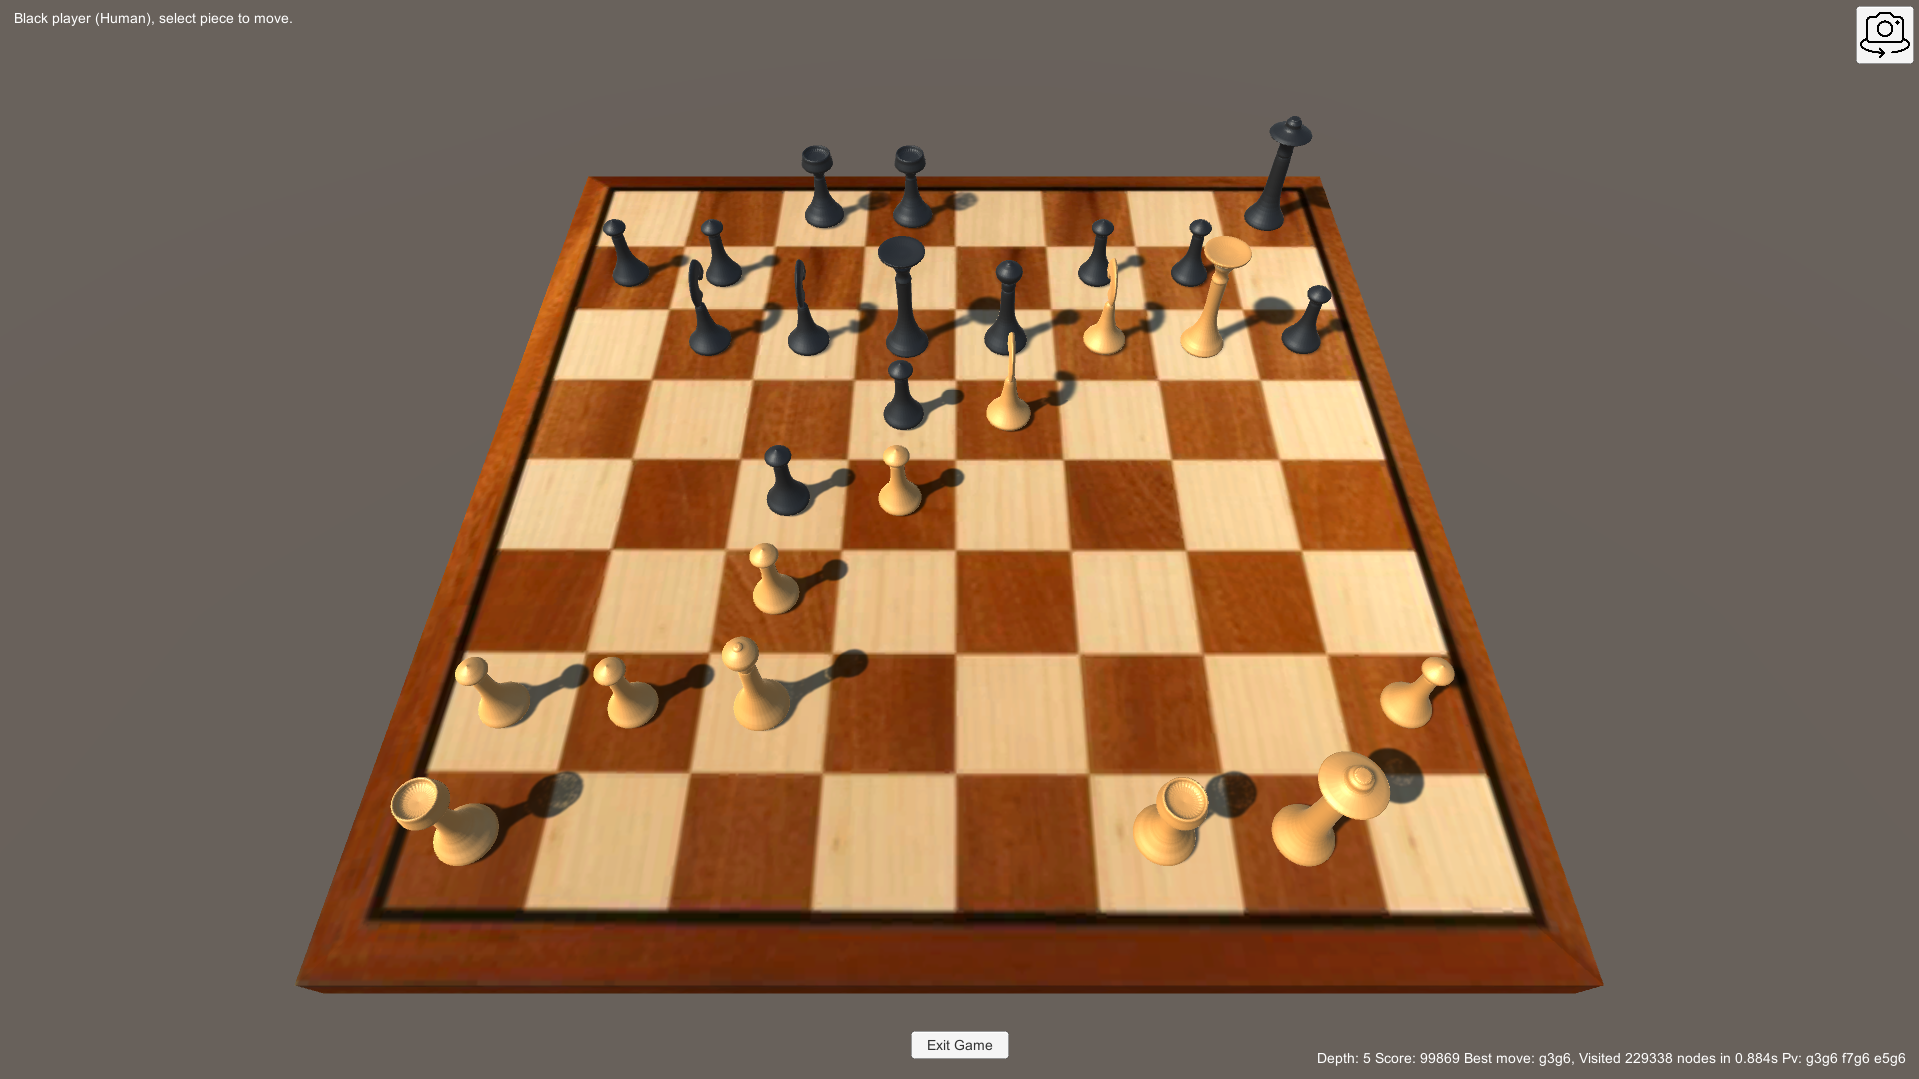 Black player (Human), select piece to move.
Exit Game
Depth: 5 Score: 99869 Best move: g3g6, Visited 229338 nodes in 0.884s Pv: g3g6 f7g6 e5g6